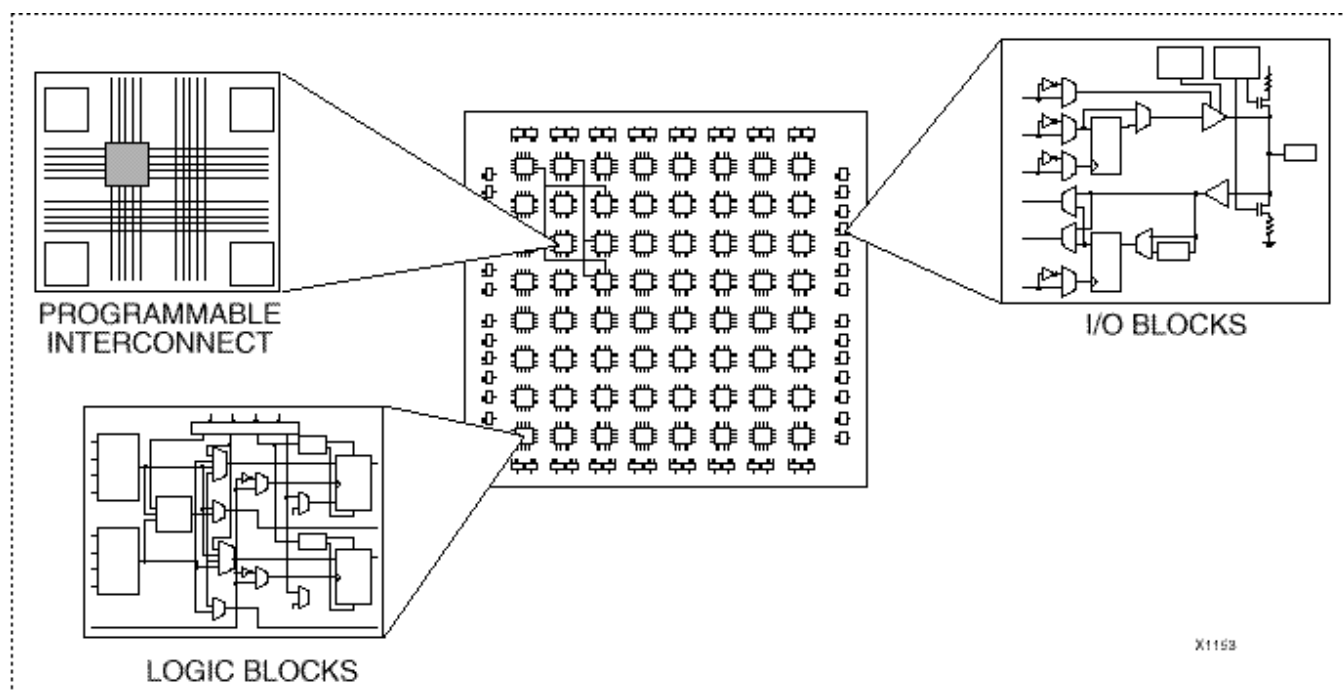 PROGRAMMABLE
INTERCONNECT
I/O BLOCKS
LOGIC BLOCKS
X1153